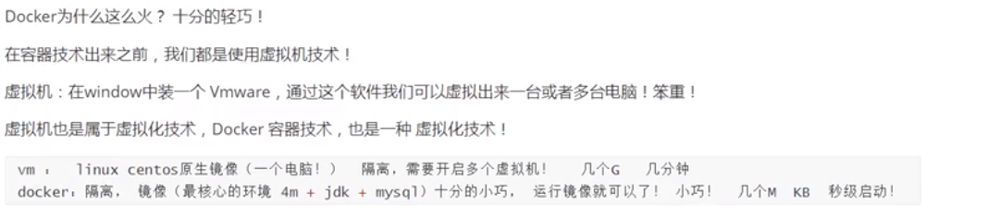 Docker为什么这么火？十分的轻巧！
在容器技术出来之前，我们都是使用虚拟机技术！
虚拟机：在window中装一个 Vmware，通过这个软件我们可以虚拟出来一台或者多台电脑！笨重！
虚拟机也是属于虚拟化技术，Docker 容器技术，也是一种 虚拟化技术！
vm ： linux centos原生镜像（一个电脑！） 隔离，需要开启多个虚拟机！ 几个G 几分钟
docker：隔离， 镜像（最核心的环境 4m + jdk + mysql）十分的小巧， 运行镜像就可以了！ 小巧！ 几个M KB 秒级启动！